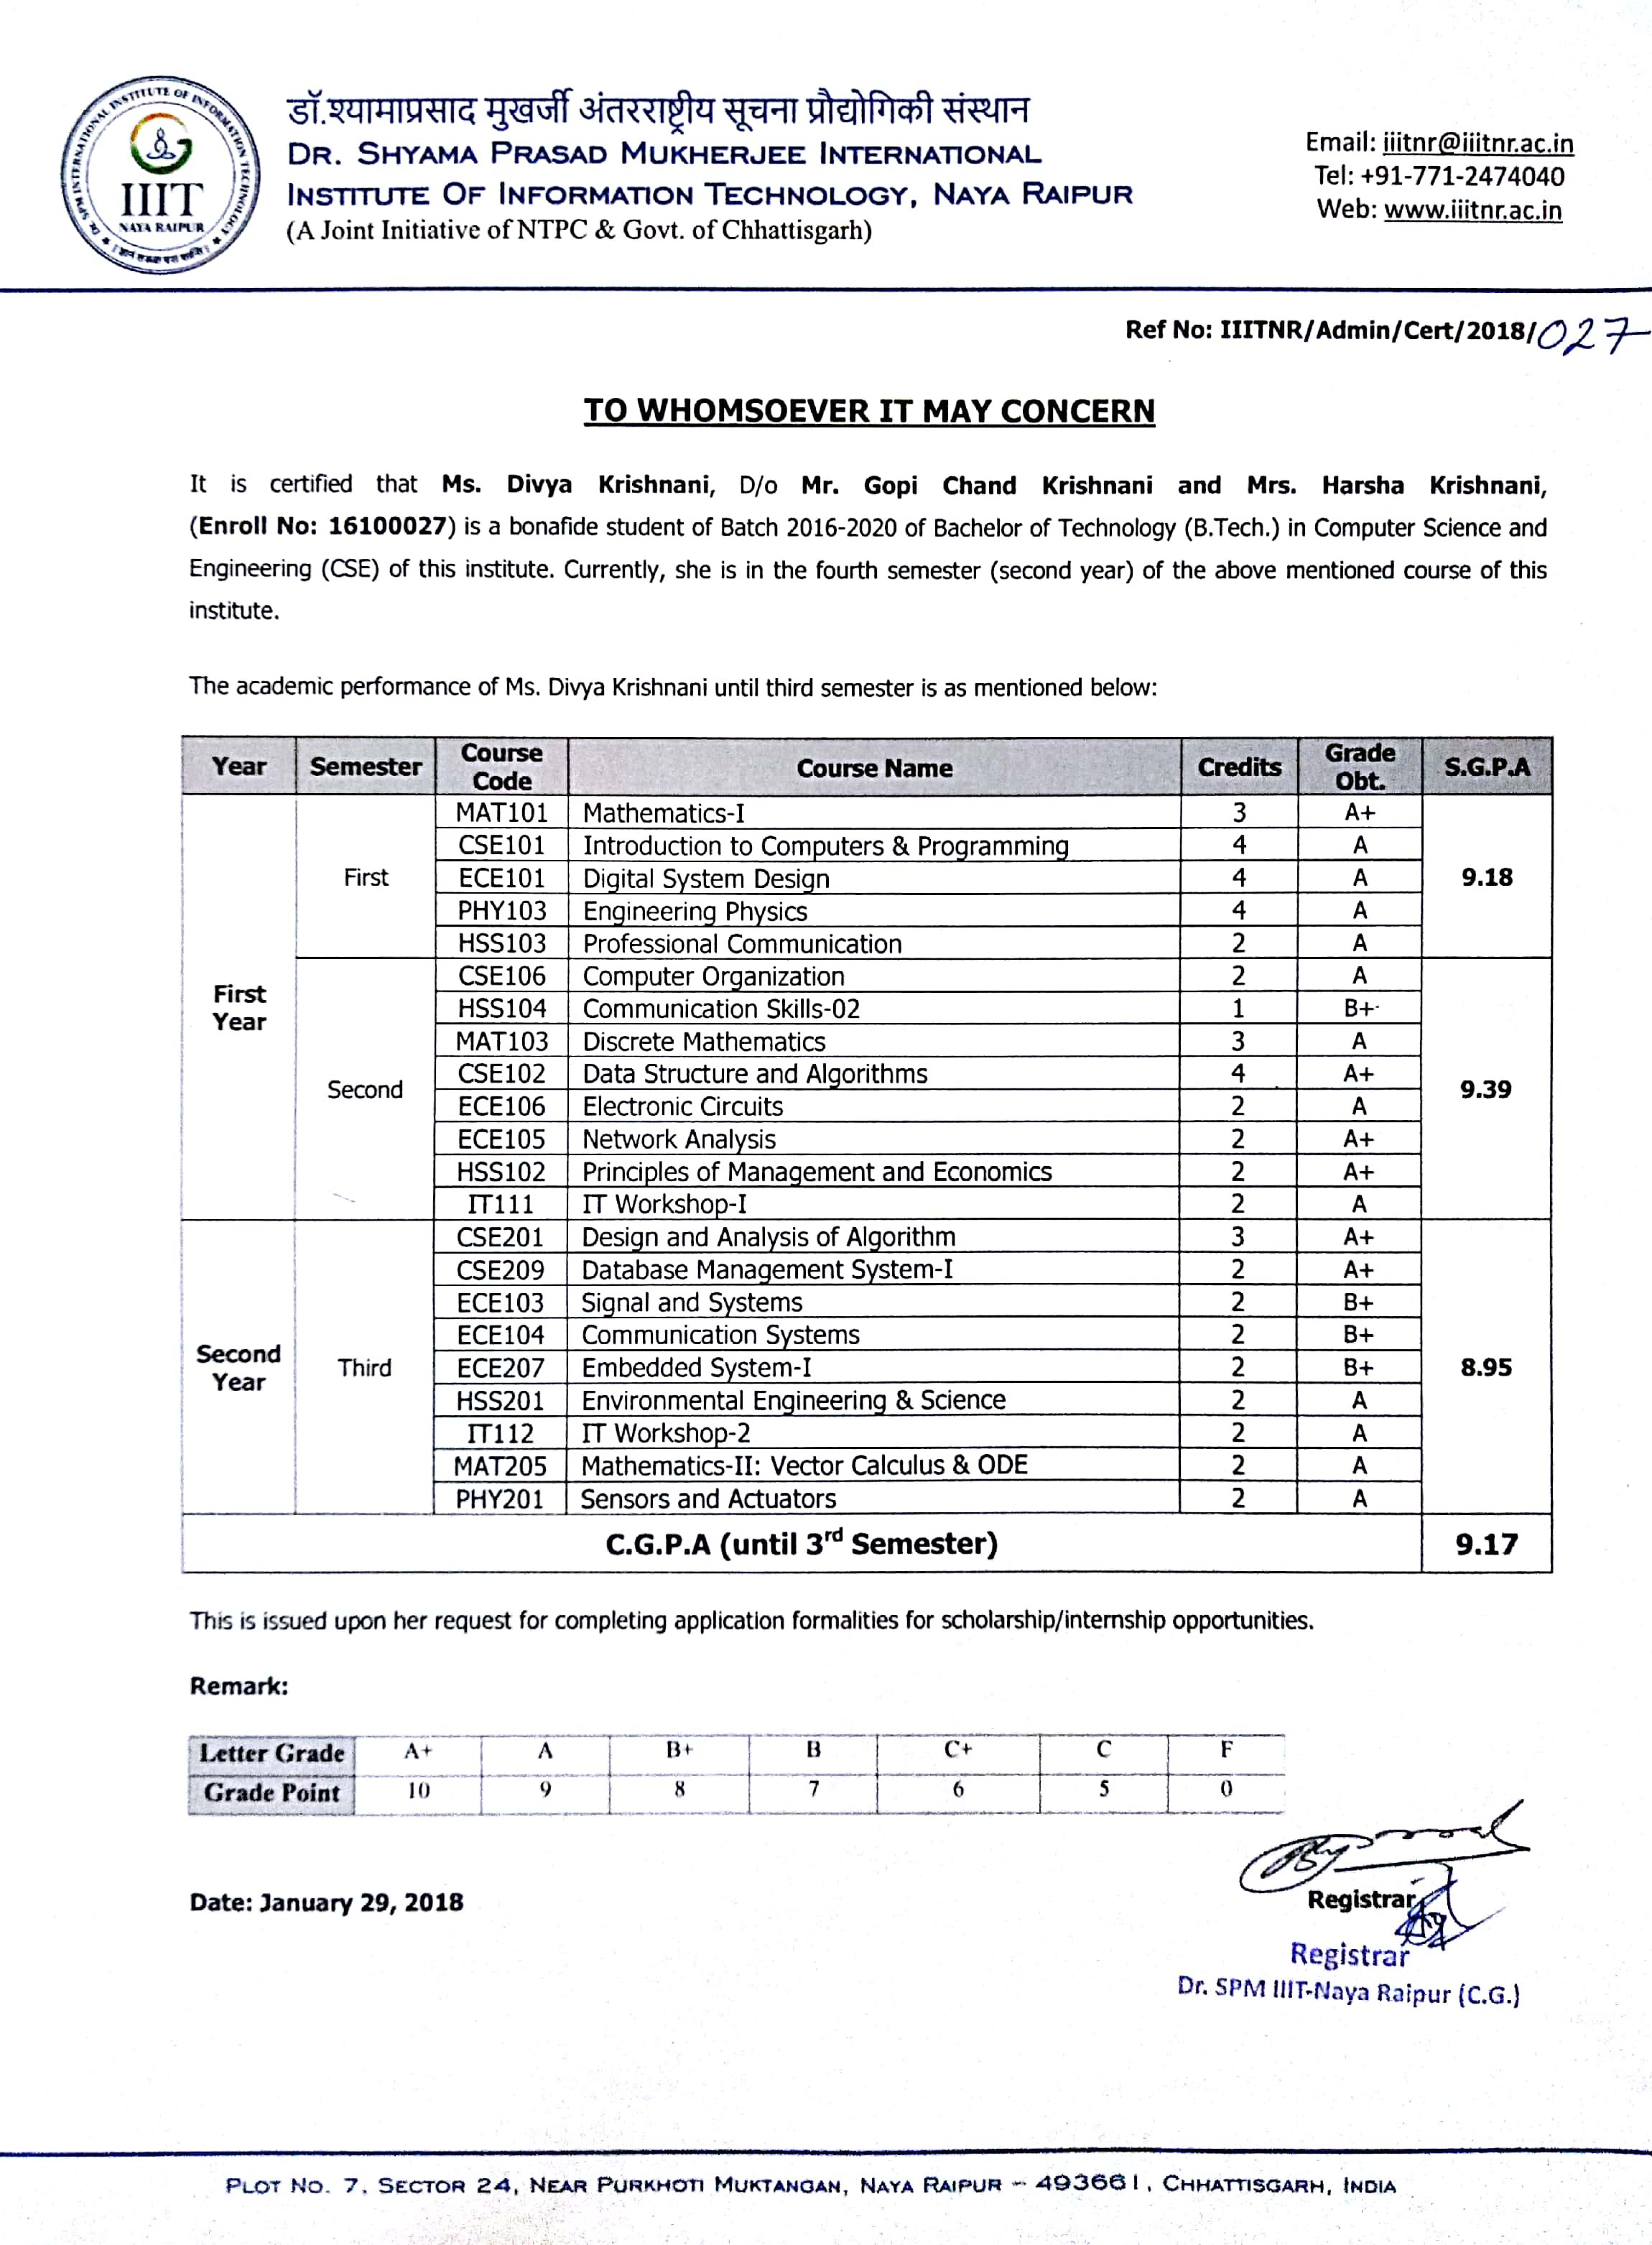 डॉ.श्यामाप्रसाद मुखर्जी अंतरराष्ट्रीय सूचना प्रौद्योगिकी संस्थान
DR. SHYAMA PRASAD MUKHERJEE INTERNATIONAL
INSTITUTE OF INFORMATION TECHNOLOGY, NAYA RAIPUR
(A Joint Initiative of NTPC & Govt. of Chhattisgarh)
DR. SPM INTERNATIONAL INSTITUTE OF INFORMATION TECHNOLOGY
IIIT
NAYA RAIPUR
Email: iiitnr@iiitnr.ac.in
Tel: +91-771-2474040
Web: www.iiitnr.ac.in
Ref No: IIITNR/Admin/Cert/2018/027
TO WHOMSOEVER IT MAY CONCERN
It is certified that Ms. Divya Krishnani, D/o Mr. Gopi Chand Krishnani and Mrs. Harsha Krishnani,
(Enroll No: 16100027) is a bonafide student of Batch 2016-2020 of Bachelor of Technology (B.Tech.) in Computer Science and
Engineering (CSE) of this institute. Currently, she is in the fourth semester (second year) of the above mentioned course of this
institute.
The academic performance of Ms. Divya Krishnani until third semester is as mentioned below:
Year Semester Course Code Course Name Credits Grade Obt. S.G.P.A
First Year First MAT101 Mathematics-I 3 A+ 9.18
CSE101 Introduction to Computers & Programming 4 A
ECE101 Digital System Design 4 A
PHY103 Engineering Physics 4 A
HSS103 Professional Communication 2 A
Second CSE106 Computer Organization 2 A 9.39
HSS104 Communication Skills-02 1 B+
MAT103 Discrete Mathematics 3 A
CSE102 Data Structure and Algorithms 4 A+
ECE106 Electronic Circuits 2 A
ECE105 Network Analysis 2 A+
HSS102 Principles of Management and Economics 2 A+
IT111 IT Workshop-I 2 A
Second Year Third CSE201 Design and Analysis of Algorithm 3 A+ 8.95
CSE209 Database Management System-I 2 A+
ECE103 Signal and Systems 2 B+
ECE104 Communication Systems 2 B+
ECE207 Embedded System-I 2 B+
HSS201 Environmental Engineering & Science 2 A
IT112 IT Workshop-2 2 A
MAT205 Mathematics-II: Vector Calculus & ODE 2 A
PHY201 Sensors and Actuators 2 A
C.G.P.A (until 3rd Semester) 9.17
This is issued upon her request for completing application formalities for scholarship/internship opportunities.
Remark:
Letter Grade A+ A B+ B C+ C F
Grade Point 10 9 8 7 6 5 0
Date: January 29, 2018
Registrar
Registrar
Dr. SPM IIIT-Naya Raipur (C.G.)
PLOT NO. 7, SECTOR 24, NEAR PURKHOTI MUKTANGAN, NAYA RAIPUR – 493661, CHHATTISGARH, INDIA